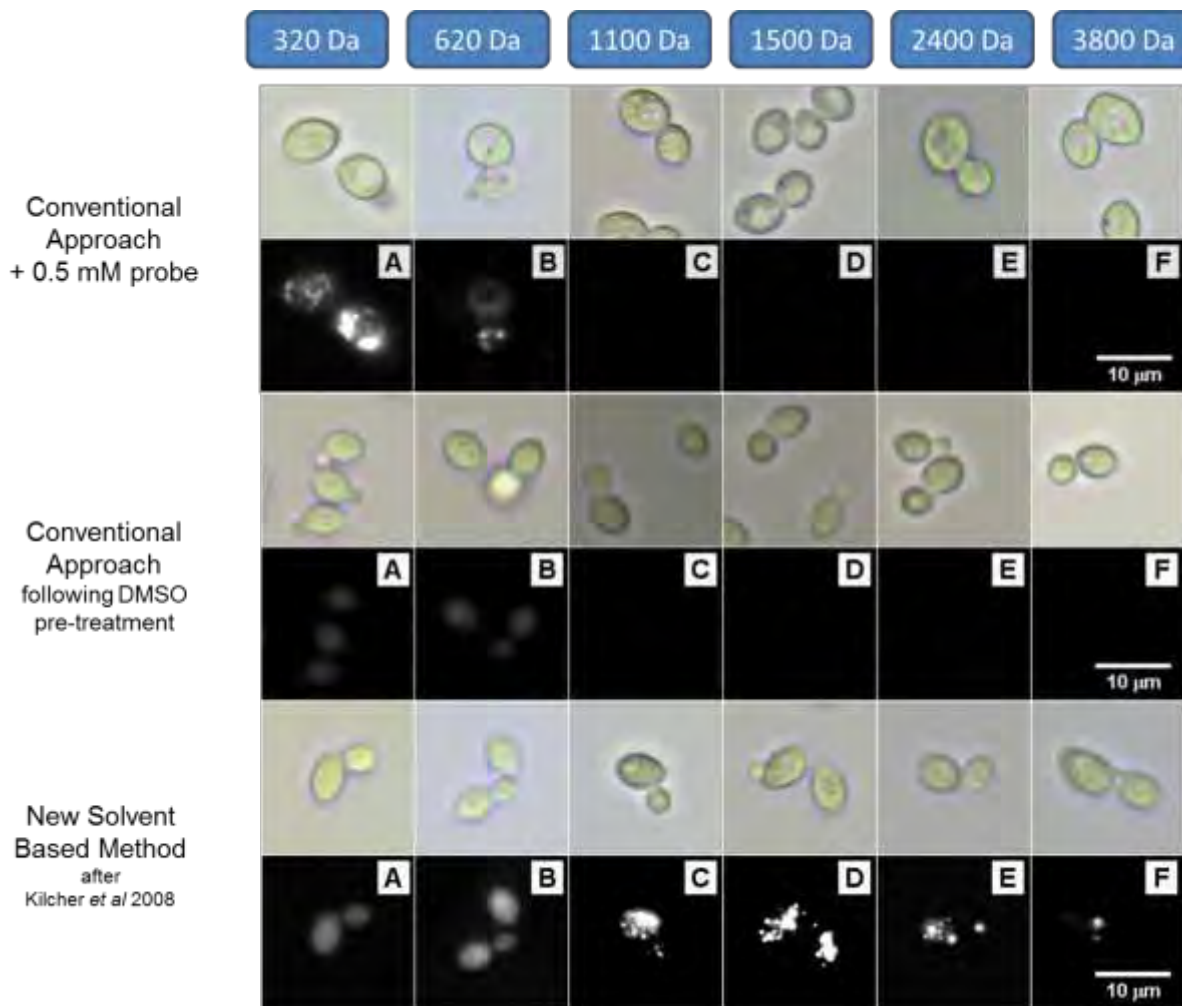 320 Da
620 Da
1100 Da
1500 Da
2400 Da
3800 Da
Conventional
Approach
+ 0.5 mM probe
A
B
C
D
E
F
10 μm
Conventional
Approach
following DMSO
pre-treatment
A
B
C
D
E
F
10 μm
New Solvent
Based Method
after
Kilcher et al 2008
A
B
C
D
E
F
10 μm